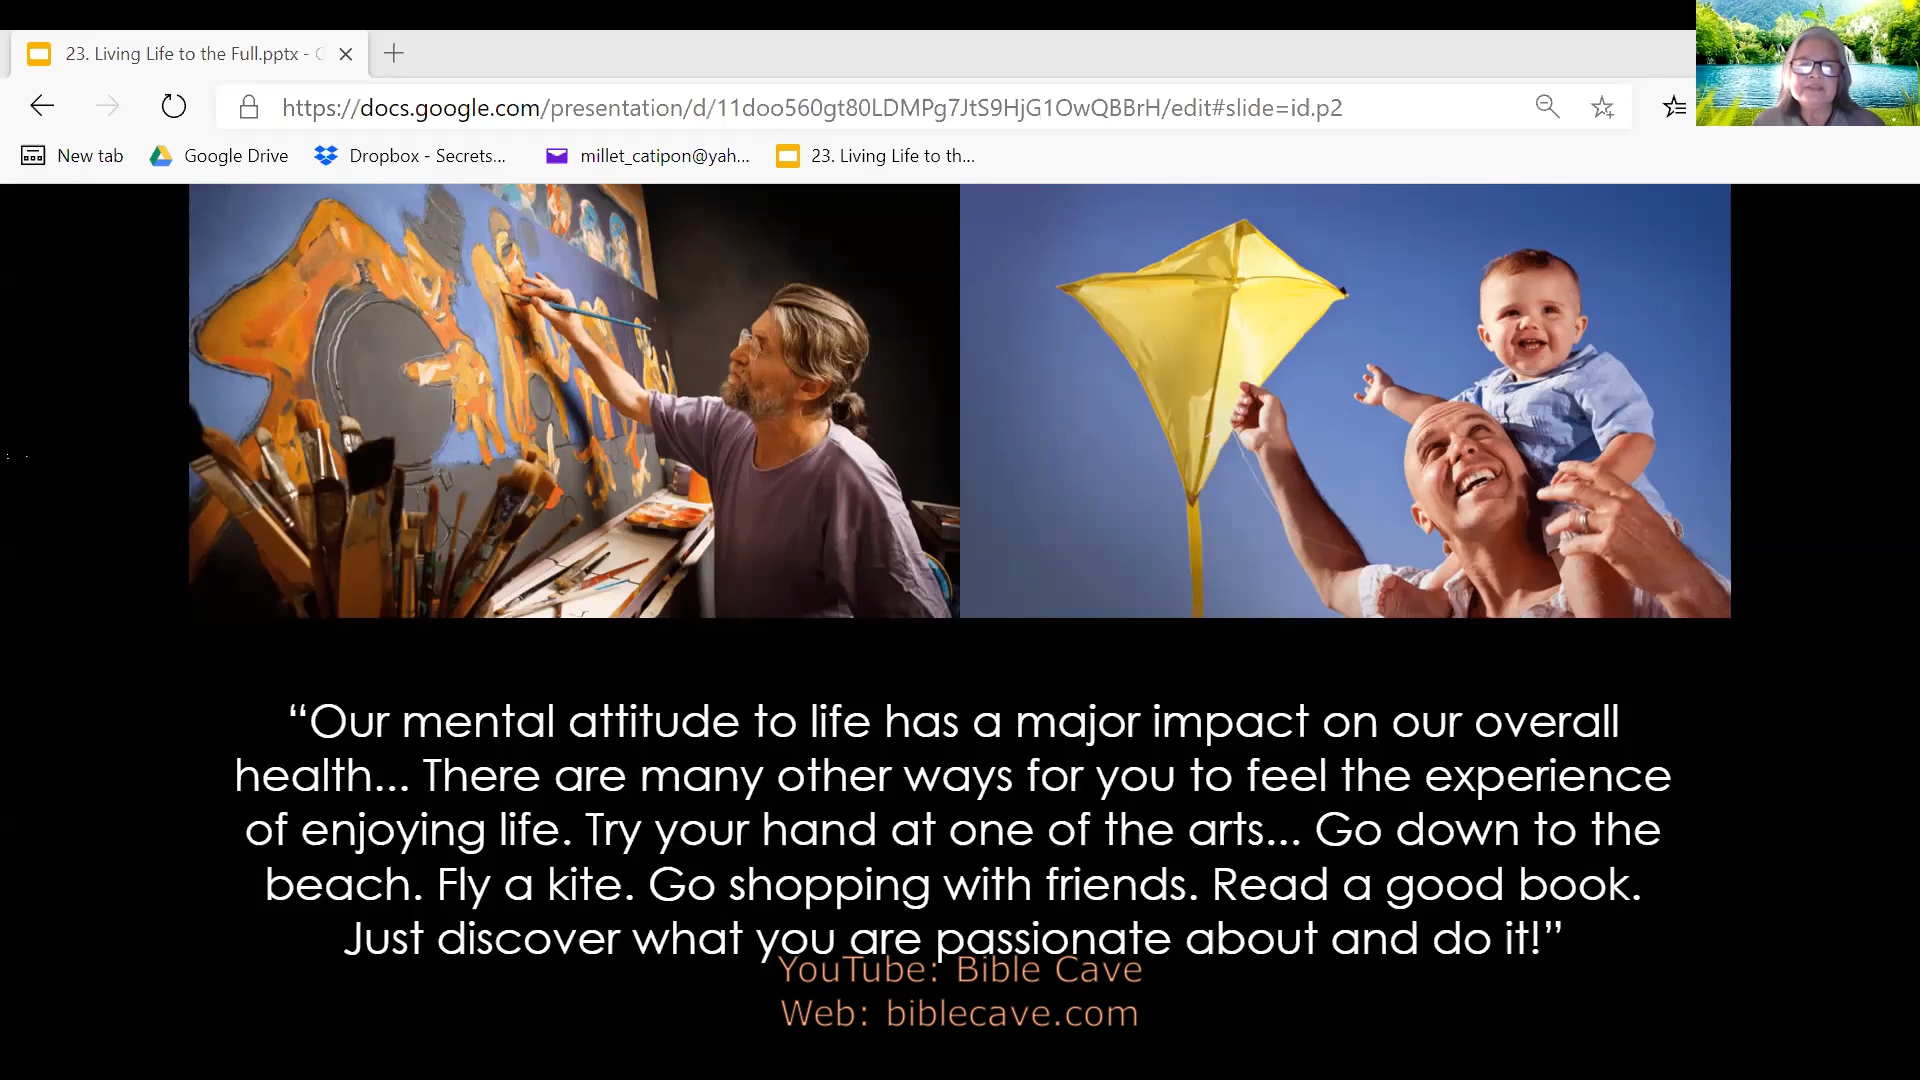 23. Living Life to the Full.pptx - G
https://docs.google.com/presentation/d/11doo560gt80LDMPg7JtS9HjG1OwQBBrH/edit#slide=id.p2
New tab
Google Drive
Dropbox - Secrets...
millet_catipon@yah...
23. Living Life to th...
“Our mental attitude to life has a major impact on our overall
health... There are many other ways for you to feel the experience
of enjoying life. Try your hand at one of the arts... Go down to the
beach. Fly a kite. Go shopping with friends. Read a good book.
Just discover what you are passionate about and do it!”
YouTube: Bible Cave
Web: biblecave.com